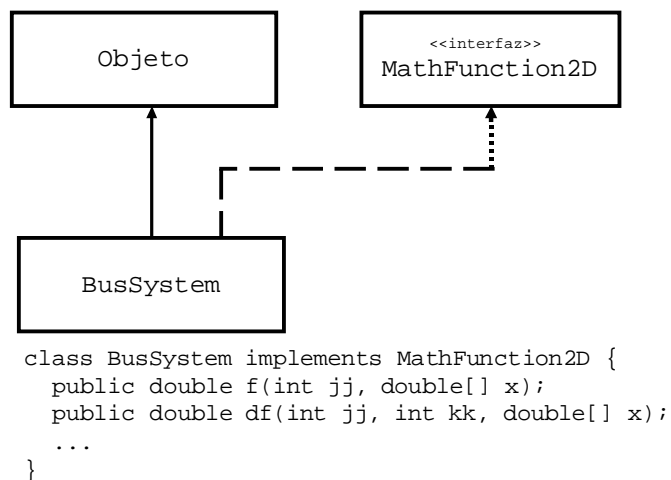 Objeto
<<interfaz>>
MathFunction2D
BusSystem
class BusSystem implements MathFunction2D {
  public double f(int jj, double[] x);
  public double df(int jj, int kk, double[] x);
  ...
}